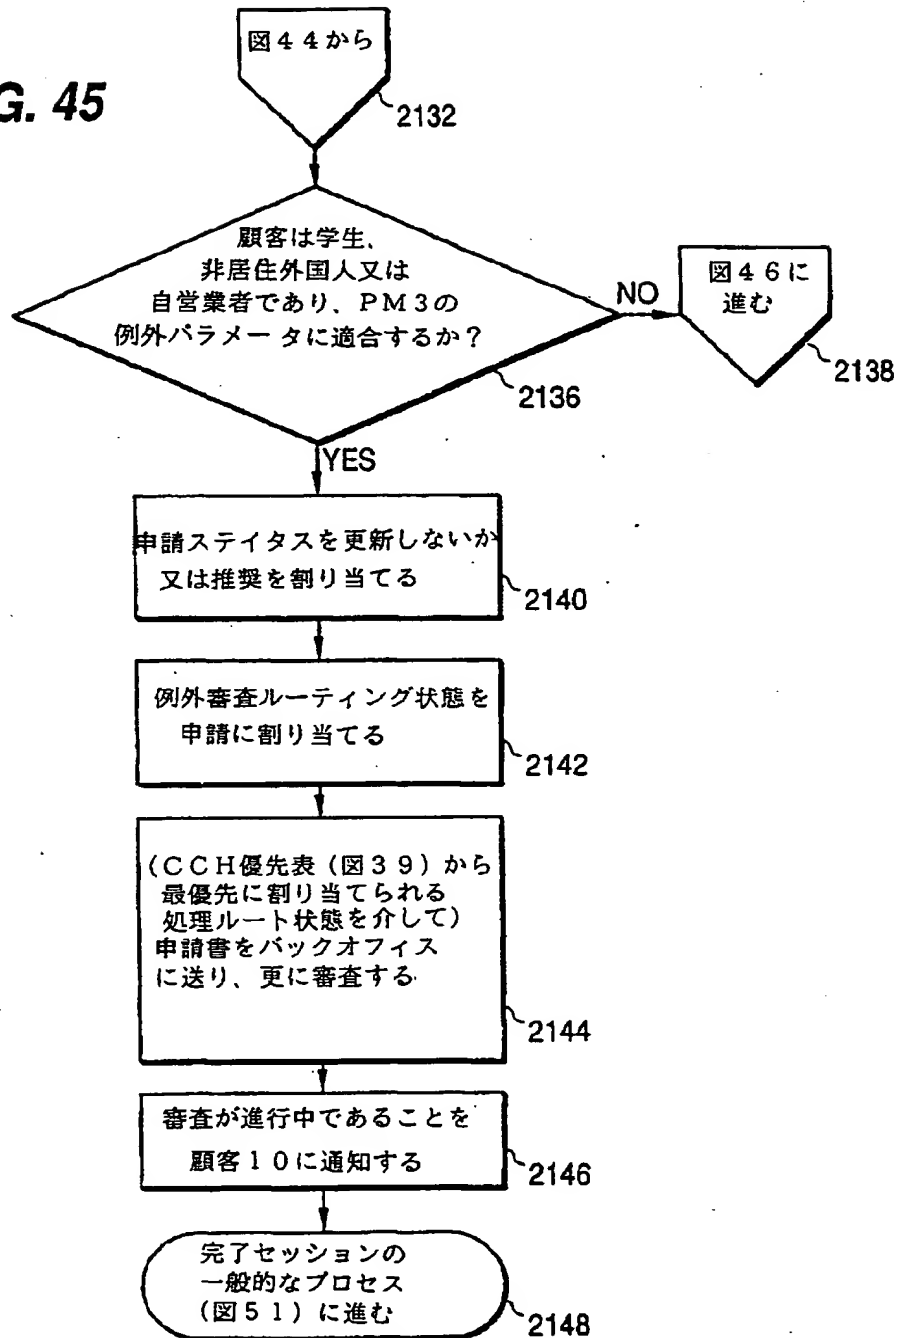 図44から
G. 45
2132
顧客は学生、
非居住外国人又は
自営業者であり、PM3の
例外パラメータに適合するか?
NO
図46に
進む
2138
2136
YES
申請ステイタスを更新しないか
又は推奨を割り当てる
2140
例外審査ルーティング状態を
申請に割り当てる
2142
(CCH優先表(図39)から
最優先に割り当てられる
処理ルート状態を介して)
申請書をバックオフィス
に送り、更に審査する
2144
審査が進行中であることを
顧客10に通知する
2146
完了セッションの
一般的なプロセス
(図51)に進む
2148